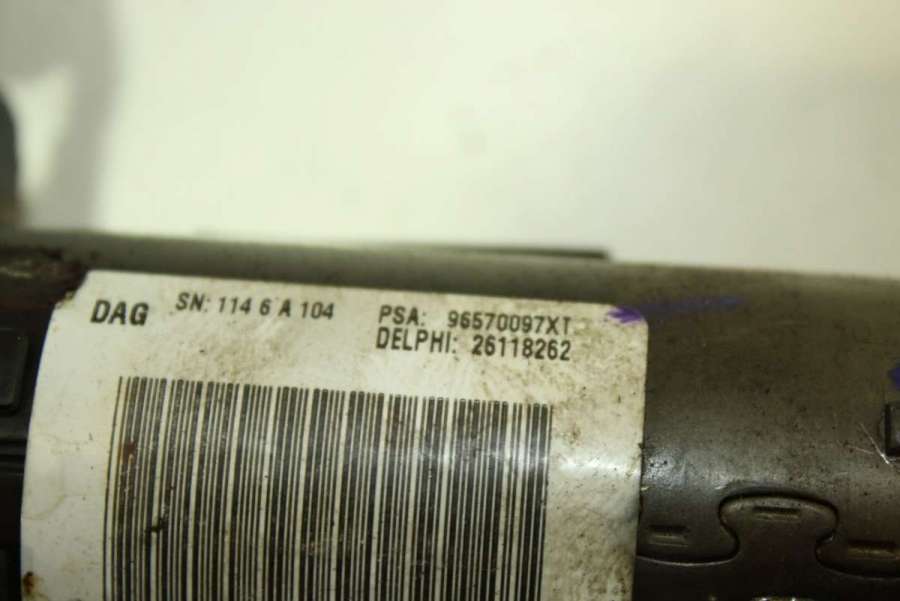 DAG SN: 114 6 A 104 PSA: 96570097XT
DELPHI: 26118262